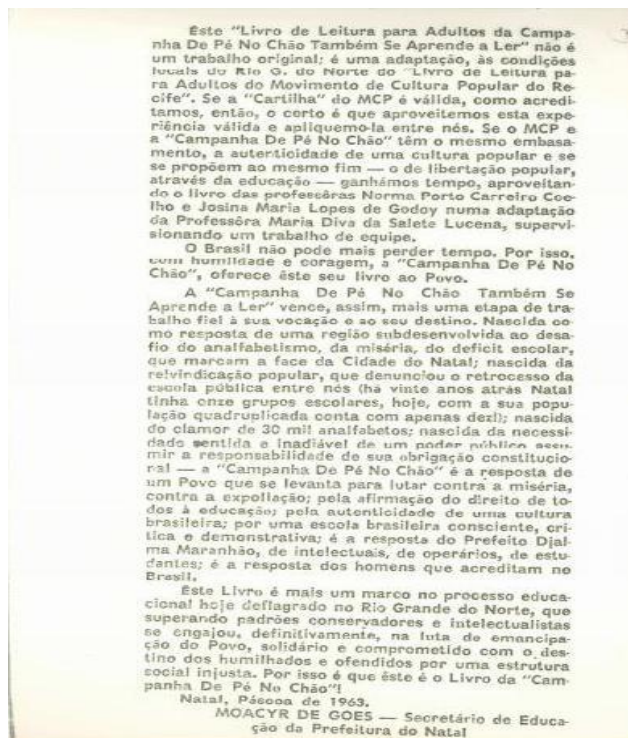 Êste "Livro de Leitura para Adultos da Campa-
nha De Pé No Chão Também Se Aprende a Ler" não é
um trabalho original; é uma adaptação, às condições
locais do Rio G. do Norte do "Livro de Leitura pa-
ra Adultos do Movimento de Cultura Popular do Re-
cife". Se a "Cartilha" do MCP é válida, como acredi-
tamos, então, o certo é que aproveitemos esta expe-
riência válida e apliquemo-la entre nós. Se o MCP e
a "Campanha De Pé No Chão" têm o mesmo embasa-
mento, a autenticidade de uma cultura popular e se
se propõem ao mesmo fim — o de libertação popular,
através da educação — ganhémos tempo, aproveitan-
do o livro das professôras Norma Porto Carreiro Coe-
lho e Josina Maria Lopes de Godoy numa adaptação
da Professôra Maria Diva da Salete Lucena, supervi-
sionando um trabalho de equipe.
O Brasil não pode mais perder tempo. Por isso,
com humildade e coragem, a "Campanha De Pé No
Chão", oferece êste seu livro ao Povo.
A "Campanha De Pé No Chão Também Se
Aprende a Ler" vence, assim, mais uma etapa de tra-
balho fiel à sua vocação e ao seu destino. Nascida co-
mo resposta de uma região subdesenvolvida ao desa-
fio do analfabetismo, da miséria, do deficit escolar,
que marcam a face da Cidade do Natal; nascida da
reivindicação popular, que denunciou o retrocesso da
escola pública entre nós (há vinte anos atrás Natal
tinha onze grupos escolares, hoje, com a sua popu-
lação quadruplicada conta com apenas dez!); nascida
do clamor de 30 mil analfabetos; nascida da necessi-
dade sentida e inadiável de um poder público assu-
mir a responsabilidade de sua obrigação constitucio-
nal — a "Campanha De Pé No Chão" é a resposta de
um Povo que se levanta para lutar contra a miséria,
contra a expoliação; pela afirmação do direito de to-
dos à educação; pela autenticidade de uma cultura
brasileira; por uma escola brasileira consciente, crí-
tica e demonstrativa; é a resposta do Prefeito Djal-
ma Maranhão, de intelectuais, de operários, de estu-
dantes; é a resposta dos homens que acreditam no
Brasil.
Êste Livro é mais um marco no processo educa-
cional hoje deflagrado no Rio Grande do Norte, que
superando padrões conservadores e intelectualistas
se engajou, definitivamente, na luta de emancipa-
ção do Povo, solidário e comprometido com o des-
tino dos humilhados e ofendidos por uma estrutura
social injusta. Por isso é que êste é o Livro da "Cam-
panha De Pé No Chão"!
Natal, Páscoa de 1963.
MOACYR DE GOES — Secretário de Educa-
ção da Prefeitura do Natal